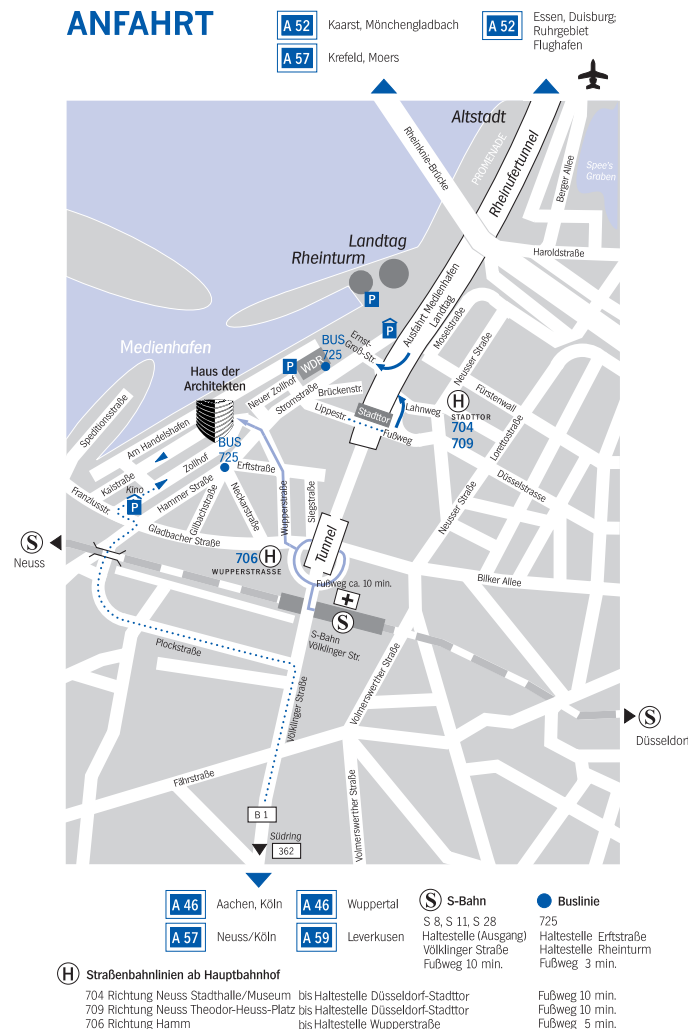 ANFAHRT
A 52 Kaarst, Mönchengladbach
A 57 Krefeld, Moers
A 52 Essen, Duisburg;
Ruhrgebiet
Flughafen
Altstadt
PROMENADE
Rheinufertunnel
Rheinknie-Brücke
Berger Allee
Spee's
Graben
Haroldstraße
Landtag
Rheinturm
P
P
Ausfahrt Medienhafen
Landtag
Moselstraße
Ernst-
Groß-Str.
BUS
725
WDR
P
Medienhafen
Haus der
Architekten
Neuer Zollhof
Stromstraße
Brückenstr.
Lippestr.
Stadttor
Fußweg
Lahnweg
H
STADTTOR
704
709
Neusser Straße
Fürstenwall
Lorettostraße
Düsselstrasse
Neusser Straße
Speditionsstraße
Am Handelshafen
Kaistraße
Franziusstr.
Kino
P
Zollhof
BUS
725
Erftstraße
Hammer Straße
Gilbachstraße
Neckarstraße
Wupperstraße
Siegstraße
Gladbacher Straße
S
Neuss
706 H
WUPPERSTRASSE
Tunnel
Fußweg ca. 10 min.
Bilker Allee
S
S-Bahn
Völklinger Str.
Plockstraße
Völklinger Straße
Volmerswerther Straße
S
Düsseldorf
Fährstraße
Volmerswerther Straße
B 1
Südring
362
A 46 Aachen, Köln
A 57 Neuss/Köln
A 46 Wuppertal
A 59 Leverkusen
S S-Bahn
S 8, S 11, S 28
Haltestelle (Ausgang)
Völklinger Straße
Fußweg 10 min.
Buslinie
725
Haltestelle Erftstraße
Haltestelle Rheinturm
Fußweg 3 min.
H Straßenbahnlinien ab Hauptbahnhof
704 Richtung Neuss Stadthalle/Museum bis Haltestelle Düsseldorf-Stadttor Fußweg 10 min.
709 Richtung Neuss Theodor-Heuss-Platz bis Haltestelle Düsseldorf-Stadttor Fußweg 10 min.
706 Richtung Hamm bis Haltestelle Wupperstraße Fußweg 5 min.